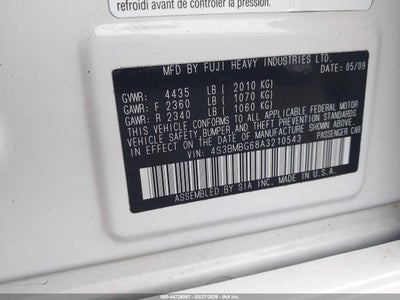 refroidi avant de contrôler la pression.
MFD BY FUJI HEAVY INDUSTRIES LTD.
DATE: 05/09
GVWR: 4435 LB ( 2010 KG)
GAWR: F 2360 LB ( 1070 KG)
GAWR: R 2340 LB ( 1060 KG)
THIS VEHICLE CONFORMS TO ALL APPLICABLE FEDERAL MOTOR
VEHICLE SAFETY, BUMPER, AND THEFT PREVENTION STANDARDS
IN EFFECT ON THE DATE OF MANUFACTURE SHOWN ABOVE.
V.I.N: 4S3BMBG68A3210543 PASSENGER CAR
ASSEMBLED BY SIA INC. MADE IN U.S.A.